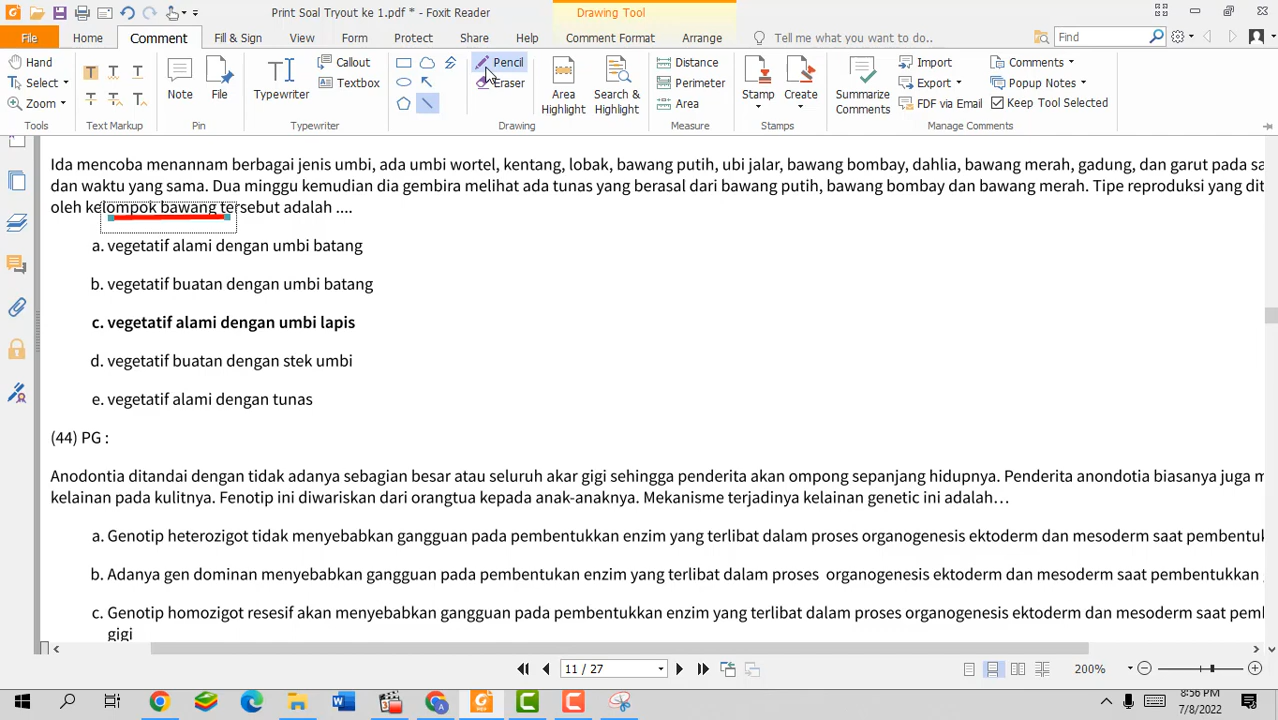 Print Soal Tryout ke 1.pdf * - Foxit Reader
Drawing Tool
File Home Comment Fill & Sign View Form Protect Share Help Comment Format Arrange Tell me what you want to do... Find
Hand
Select
Zoom
Tools
Text Markup
Note
File
Pin
Typewriter
Callout
Textbox
Typewriter
Pencil
Eraser
Area Highlight
Search & Highlight
Drawing
Distance
Perimeter
Area
Measure
Stamp
Create
Stamps
Summarize Comments
Import
Export
FDF via Email
Comments
Popup Notes
Keep Tool Selected
Manage Comments
Ida mencoba menannam berbagai jenis umbi, ada umbi wortel, kentang, lobak, bawang putih, ubi jalar, bawang bombay, dahlia, bawang merah, gadung, dan garut pada sa
dan waktu yang sama. Dua minggu kemudian dia gembira melihat ada tunas yang berasal dari bawang putih, bawang bombay dan bawang merah. Tipe reproduksi yang dit
oleh kelompok bawang tersebut adalah ....
a. vegetatif alami dengan umbi batang
b. vegetatif buatan dengan umbi batang
c. vegetatif alami dengan umbi lapis
d. vegetatif buatan dengan stek umbi
e. vegetatif alami dengan tunas
(44) PG :
Anodontia ditandai dengan tidak adanya sebagian besar atau seluruh akar gigi sehingga penderita akan ompong sepanjang hidupnya. Penderita anondotia biasanya juga m
kelainan pada kulitnya. Fenotip ini diwariskan dari orangtua kepada anak-anaknya. Mekanisme terjadinya kelainan genetic ini adalah…
a. Genotip heterozigot tidak menyebabkan gangguan pada pembentukkan enzim yang terlibat dalam proses organogenesis ektoderm dan mesoderm saat pembentuk
b. Adanya gen dominan menyebabkan gangguan pada pembentukan enzim yang terlibat dalam proses organogenesis ektoderm dan mesoderm saat pembentukkan
c. Genotip homozigot resesif akan menyebabkan gangguan pada pembentukkan enzim yang terlibat dalam proses organogenesis ektoderm dan mesoderm saat pem
gigi
11 / 27
200%
8:56 PM
7/8/2022